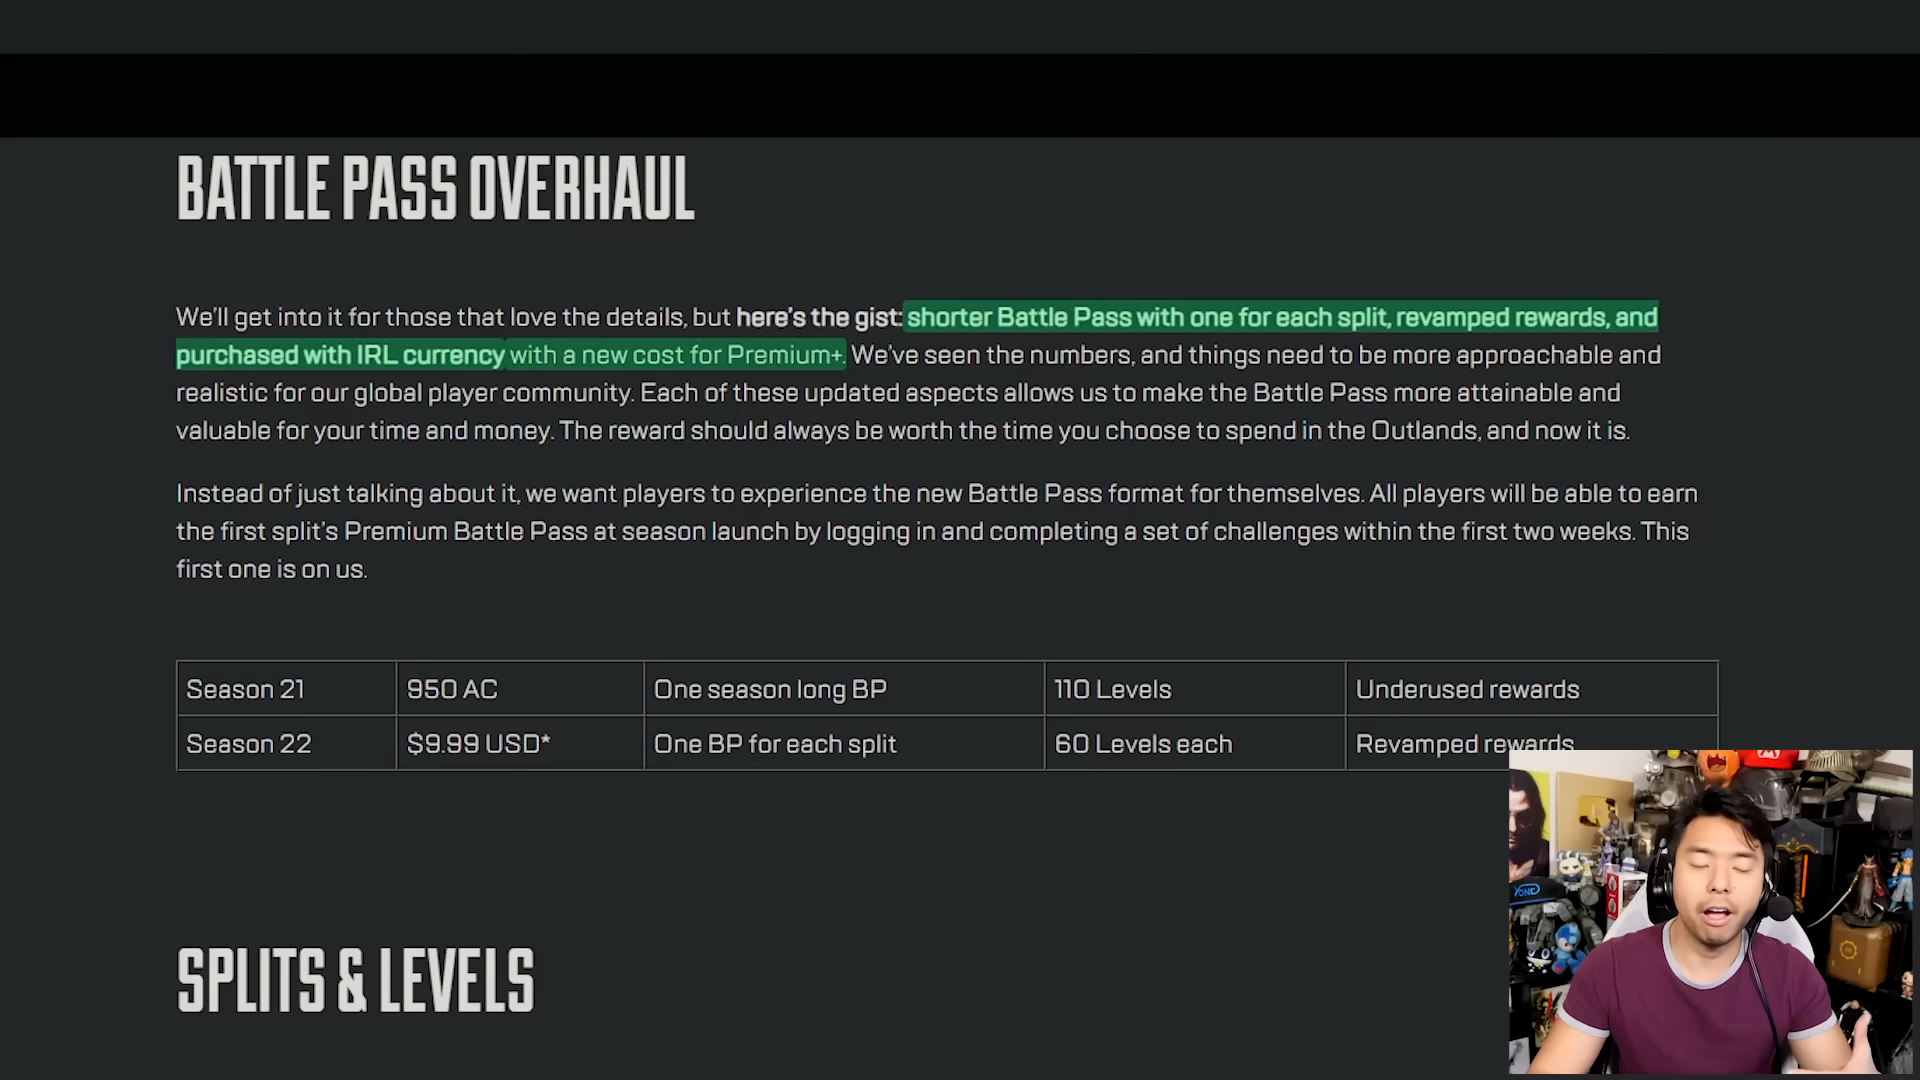 BATTLE PASS OVERHAUL
We'll get into it for those that love the details, but here's the gist: shorter Battle Pass with one for each split, revamped rewards, and
purchased with IRL currency with a new cost for Premium+. We've seen the numbers, and things need to be more approachable and
realistic for our global player community. Each of these updated aspects allows us to make the Battle Pass more attainable and
valuable for your time and money. The reward should always be worth the time you choose to spend in the Outlands, and now it is.
Instead of just talking about it, we want players to experience the new Battle Pass format for themselves. All players will be able to earn
the first split's Premium Battle Pass at season launch by logging in and completing a set of challenges within the first two weeks. This
first one is on us.
Season 21 950 AC One season long BP 110 Levels Underused rewards
Season 22 $9.99 USD* One BP for each split 60 Levels each Revamped rewards
SPLITS & LEVELS